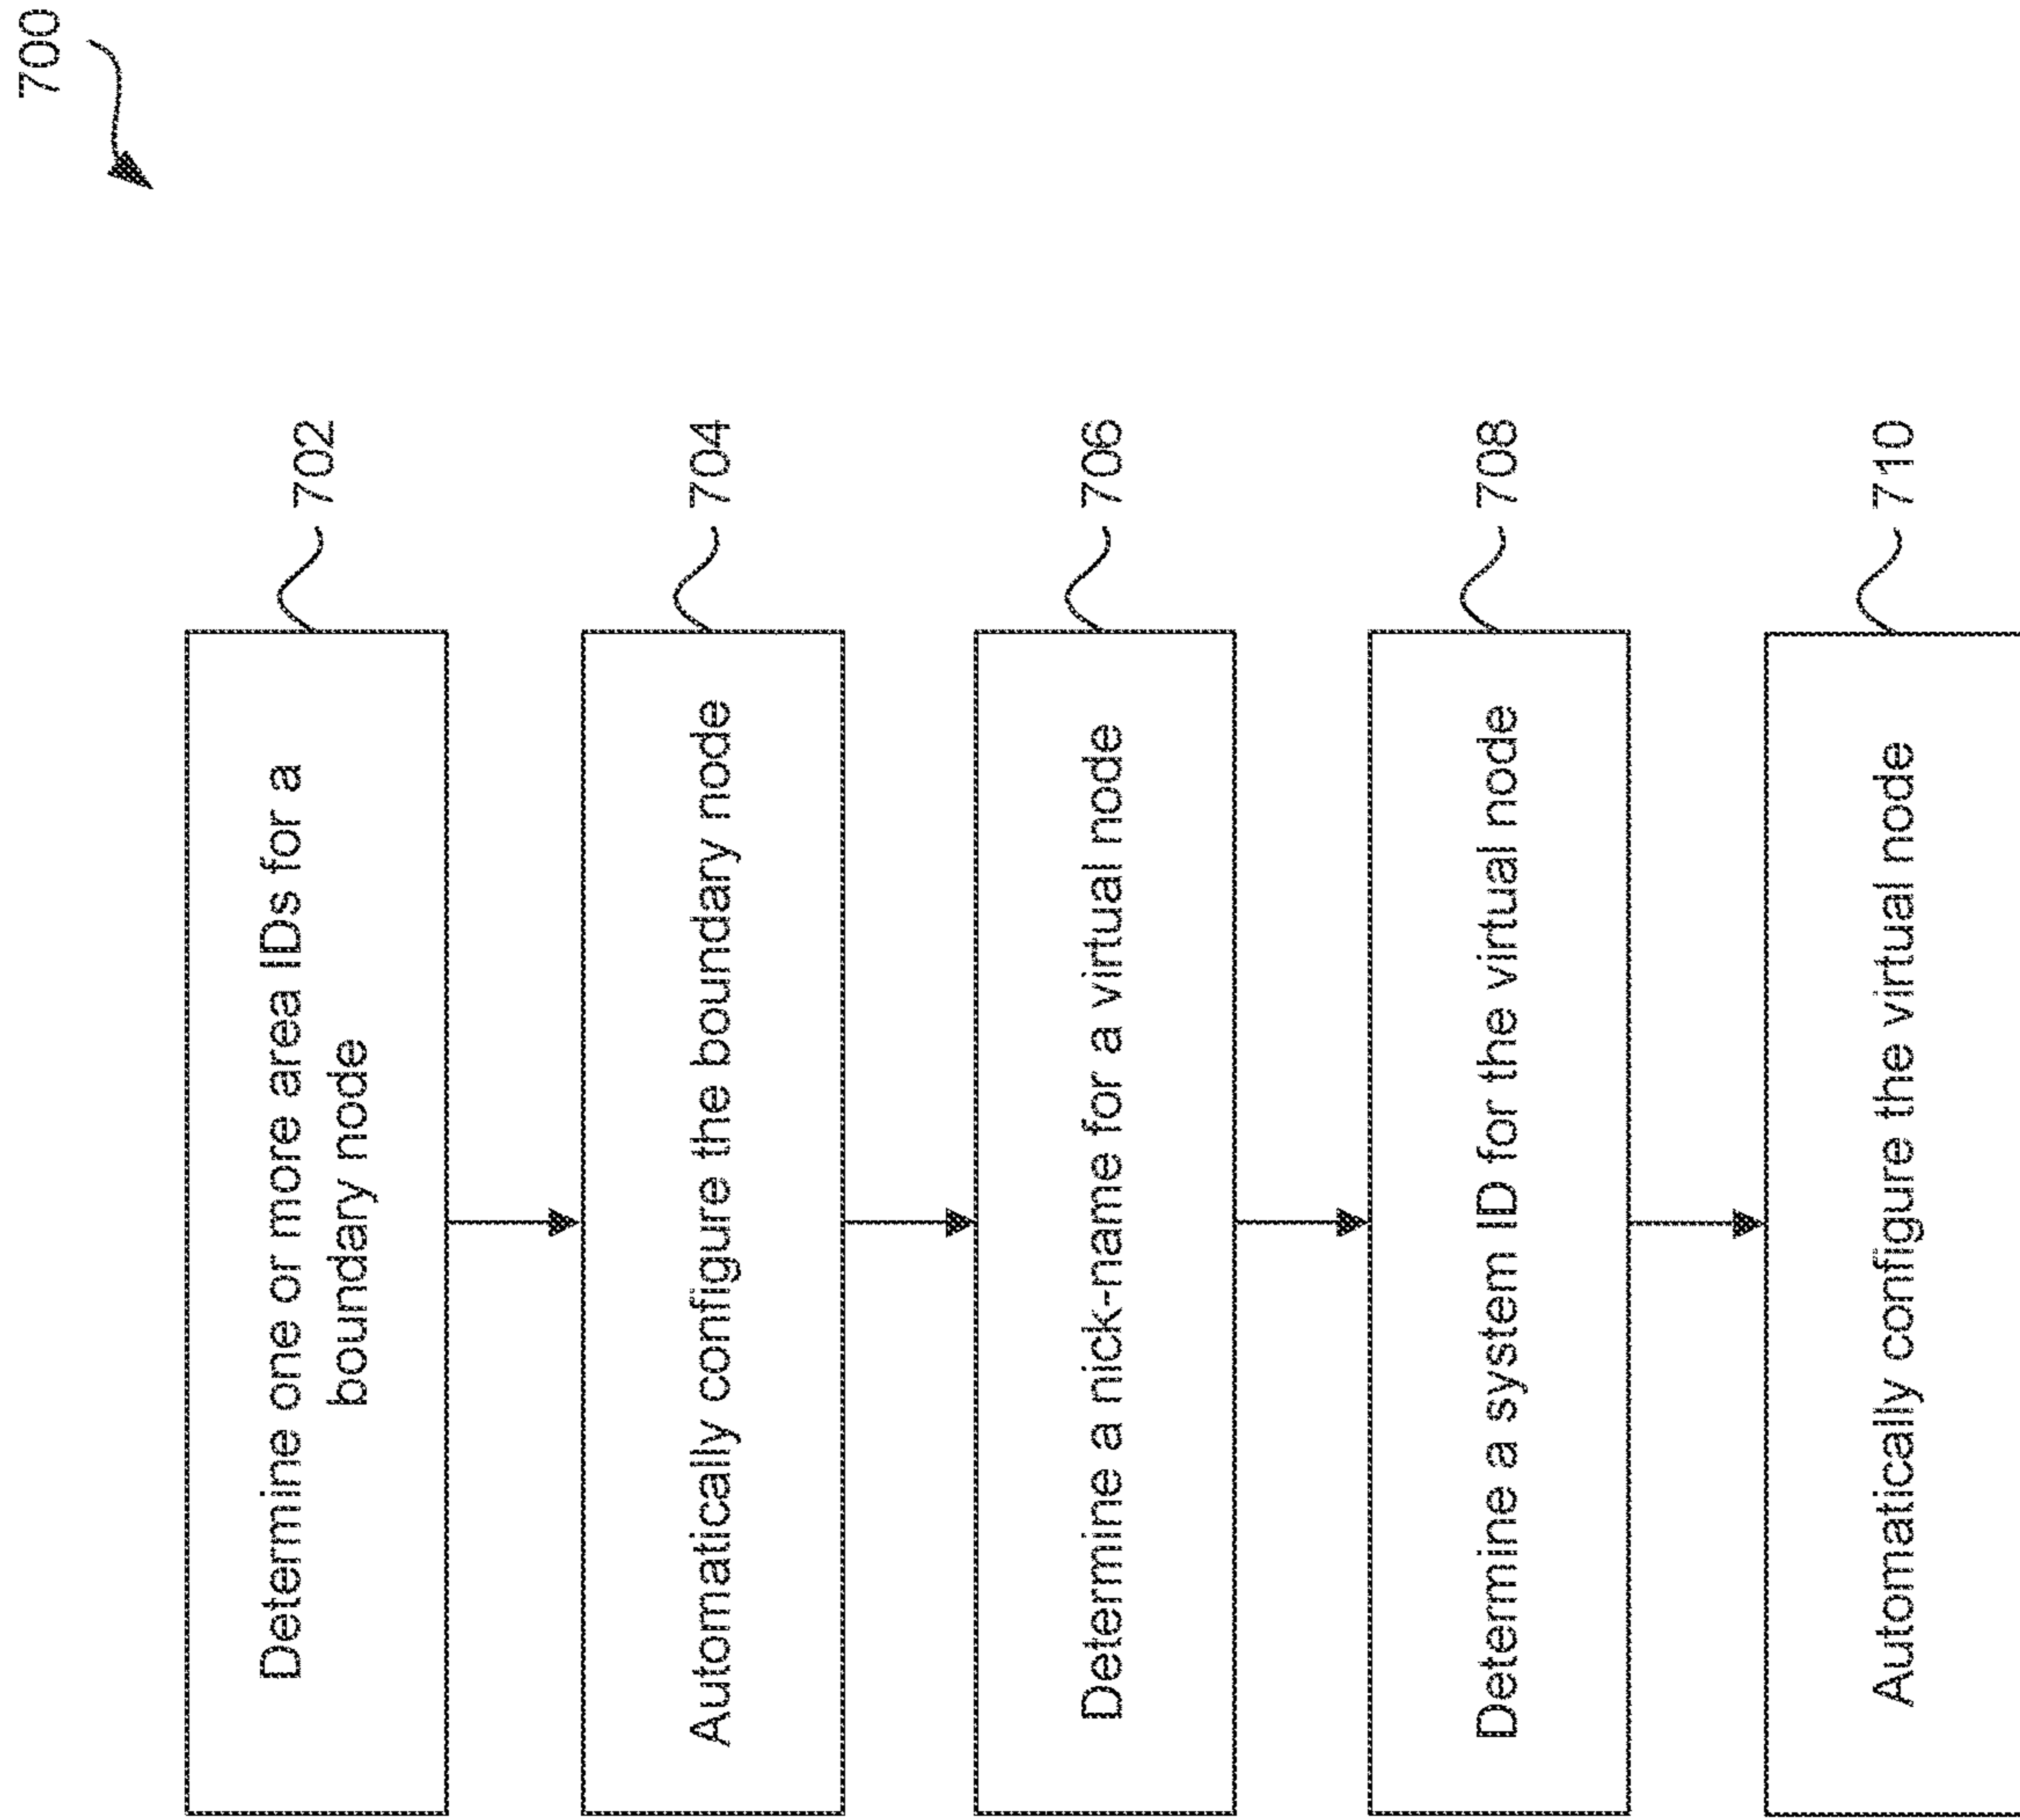 700
Determine one or more area IDs for a
boundary node
702
Automatically configure the boundary node
704
Determine a nick-name for a virtual node
706
Determine a system ID for the virtual node
708
Automatically configure the virtual node
710